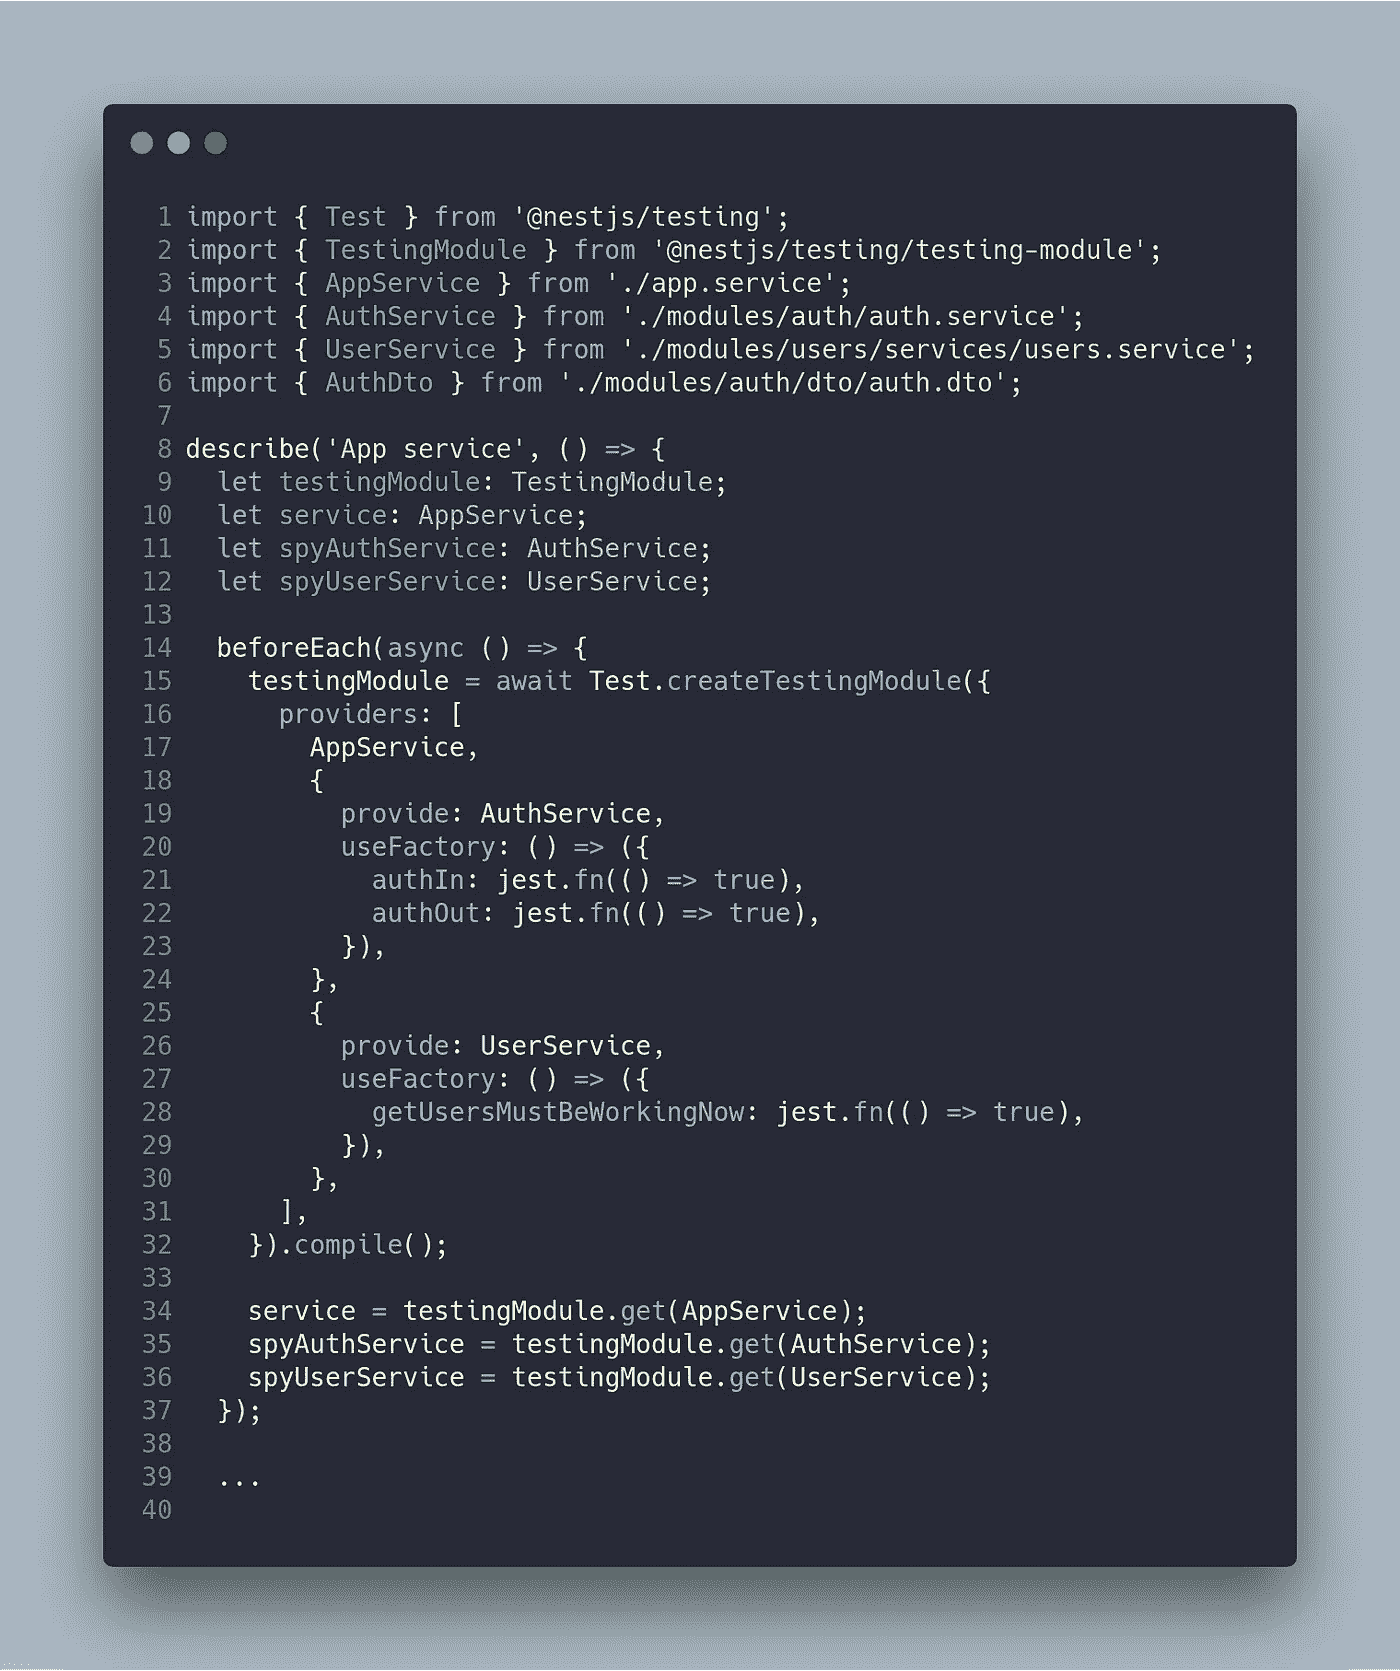 1 import { Test } from '@nestjs/testing';
2 import { TestingModule } from '@nestjs/testing/testing-module';
3 import { AppService } from './app.service';
4 import { AuthService } from './modules/auth/auth.service';
5 import { UserService } from './modules/users/services/users.service';
6 import { AuthDto } from './modules/auth/dto/auth.dto';
7
8 describe('App service', () => {
9   let testingModule: TestingModule;
10   let service: AppService;
11   let spyAuthService: AuthService;
12   let spyUserService: UserService;
13
14   beforeEach(async () => {
15     testingModule = await Test.createTestingModule({
16       providers: [
17         AppService,
18         {
19           provide: AuthService,
20           useFactory: () => ({
21             authIn: jest.fn(() => true),
22             authOut: jest.fn(() => true),
23           }),
24         },
25         {
26           provide: UserService,
27           useFactory: () => ({
28             getUsersMustBeWorkingNow: jest.fn(() => true),
29           }),
30         },
31       ],
32     }).compile();
33
34     service = testingModule.get(AppService);
35     spyAuthService = testingModule.get(AuthService);
36     spyUserService = testingModule.get(UserService);
37   });
38
39   ...
40